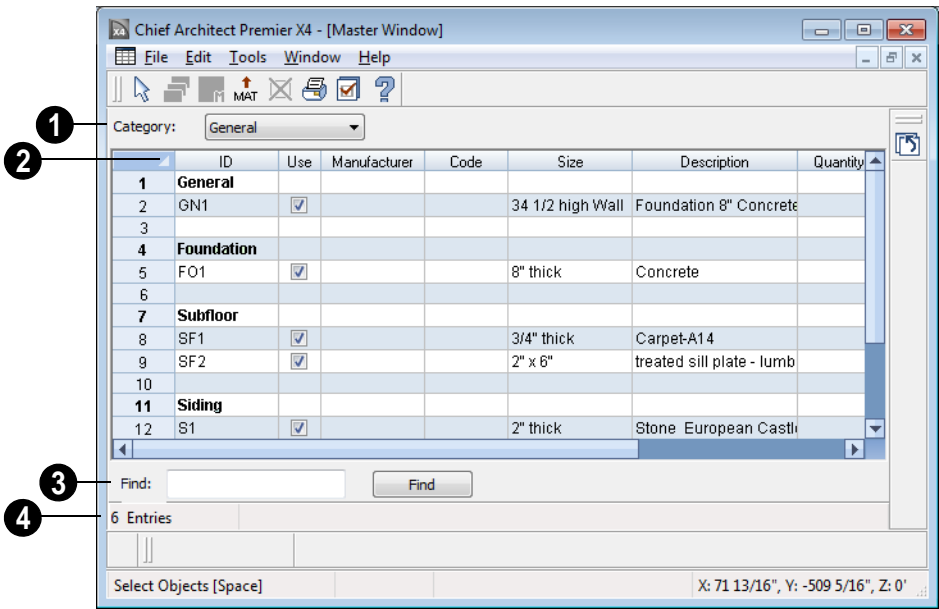 Chief Architect Premier X4 - [Master Window]
File Edit Tools Window Help
MAT
1 Category: General
2 ID Use Manufacturer Code Size Description Quantity
1 General
2 GN1 34 1/2 high Wall Foundation 8" Concrete
3
4 Foundation
5 FO1 8" thick Concrete
6
7 Subfloor
8 SF1 3/4" thick Carpet-A14
9 SF2 2" x 6" treated sill plate - lumb
10
11 Siding
12 S1 2" thick Stone European Castl
3 Find: Find
4 6 Entries
Select Objects [Space] X: 71 13/16", Y: -509 5/16", Z: 0'